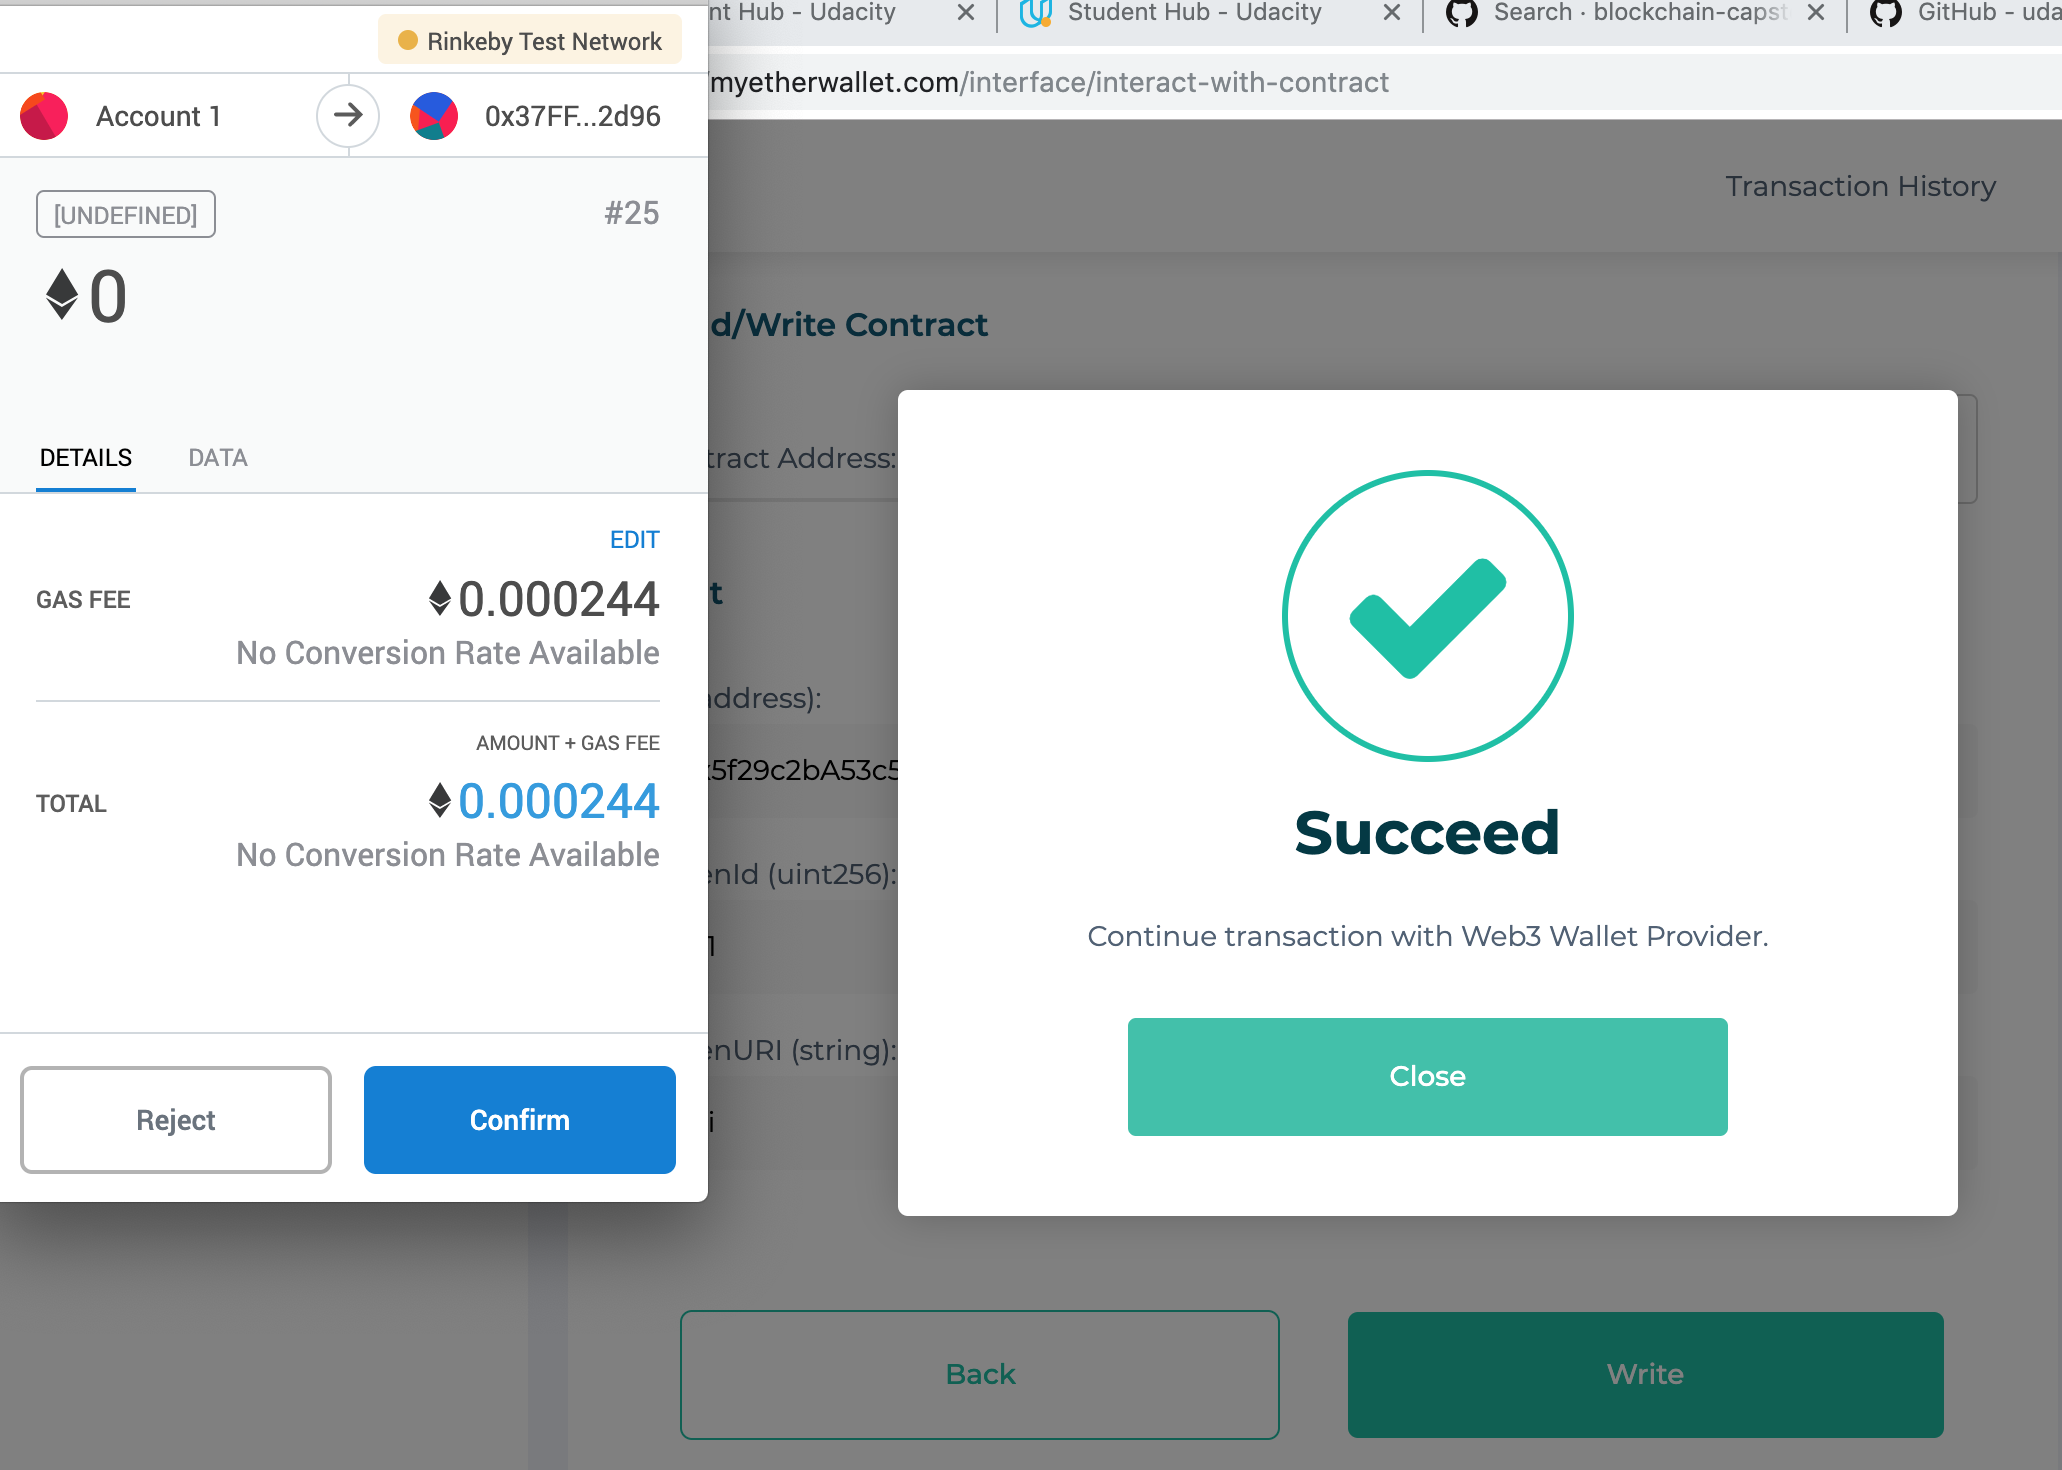 Rinkeby Test Network
Account 1
0x37FF...2d96
[UNDEFINED]
#25
0
DETAILS
DATA
EDIT
GAS FEE
0.000244
No Conversion Rate Available
AMOUNT + GAS FEE
TOTAL
0.000244
No Conversion Rate Available
Reject
Confirm
nt Hub - Udacity
Student Hub - Udacity
Search · blockchain-capst
GitHub - uda
/myetherwallet.com/interface/interact-with-contract
Transaction History
d/Write Contract
tract Address:
t
address):
5f29c2bA53c5
enId (uint256):
1
enURI (string):
i
Succeed
Continue transaction with Web3 Wallet Provider.
Close
Back
Write